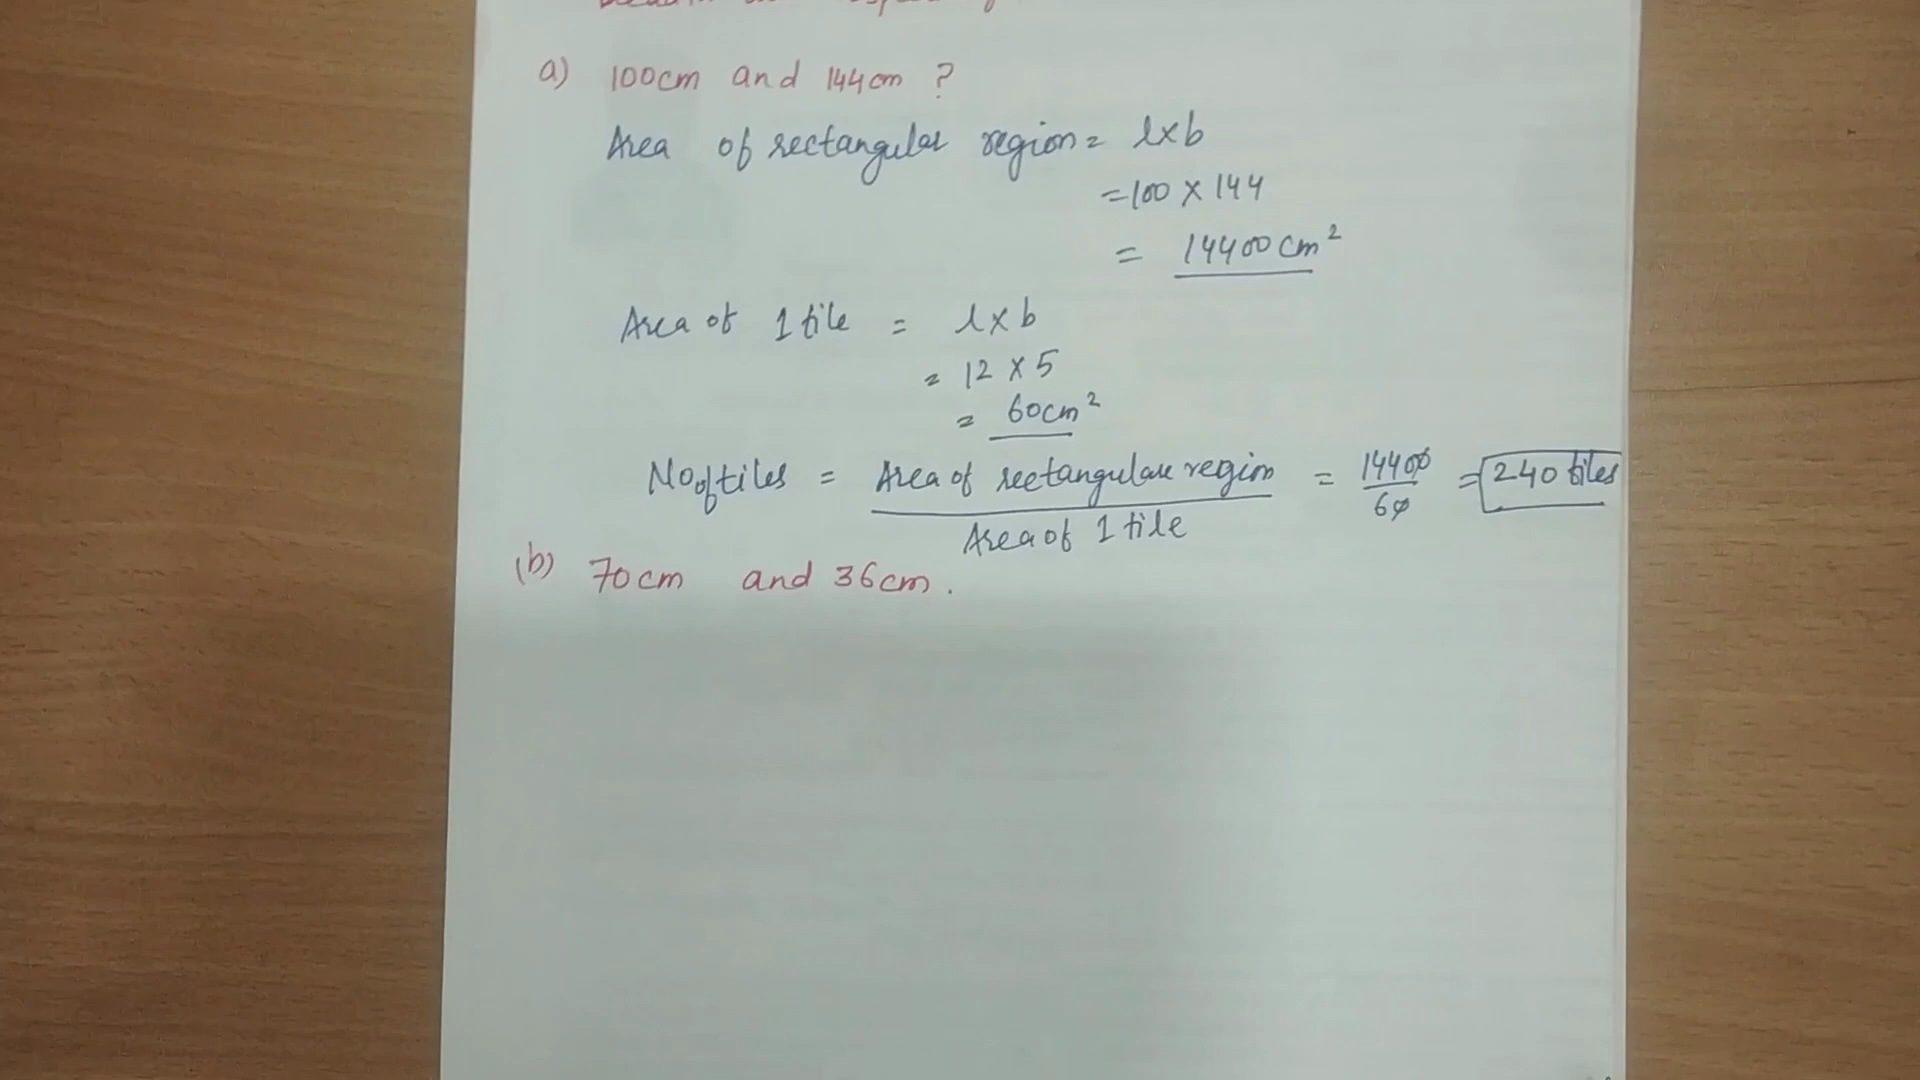 a) 100cm and 144cm ?
Area of rectangular region = l×b
= 100 × 144
= 14400 cm²
Area of 1 tile = l×b
= 12 × 5
= 60cm²
No of tiles = Area of rectangular region / Area of 1 tile = 14400 / 60 = 240 tiles
(b) 70cm and 36cm.